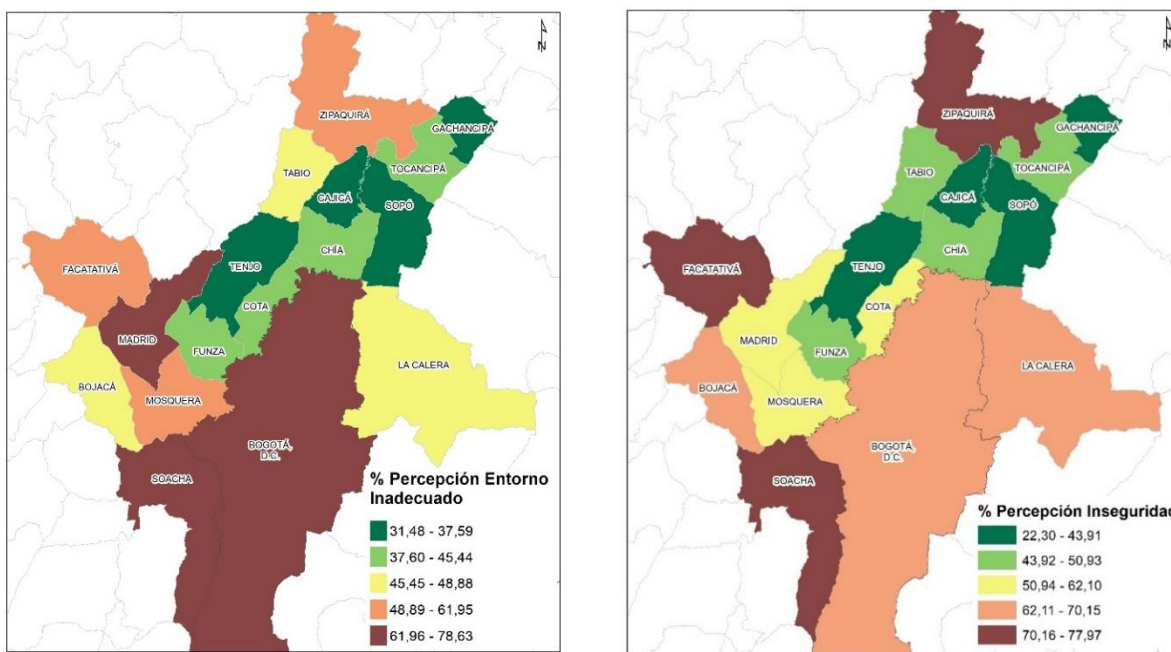 N
ZIPAQUIRÁ
GACHANCIPÁ
TOCANCIPÁ
TABIO
CAJICÁ
SOPÓ
CHÍA
TENJO
FACATATIVÁ
COTA
MADRID
FUNZA
LA CALERA
BOJACÁ
MOSQUERA
BOGOTÁ,
D.C.
SOACHA
% Percepción Entorno
Inadecuado
31,48 - 37,59
37,60 - 45,44
45,45 - 48,88
48,89 - 61,95
61,96 - 78,63
N
ZIPAQUIRÁ
GACHANCIPÁ
TOCANCIPÁ
TABIO
CAJICÁ
SOPÓ
CHÍA
TENJO
FACATATIVÁ
COTA
MADRID
FUNZA
LA CALERA
BOJACÁ
MOSQUERA
BOGOTÁ,
D.C.
SOACHA
% Percepción Inseguridad
22,30 - 43,91
43,92 - 50,93
50,94 - 62,10
62,11 - 70,15
70,16 - 77,97